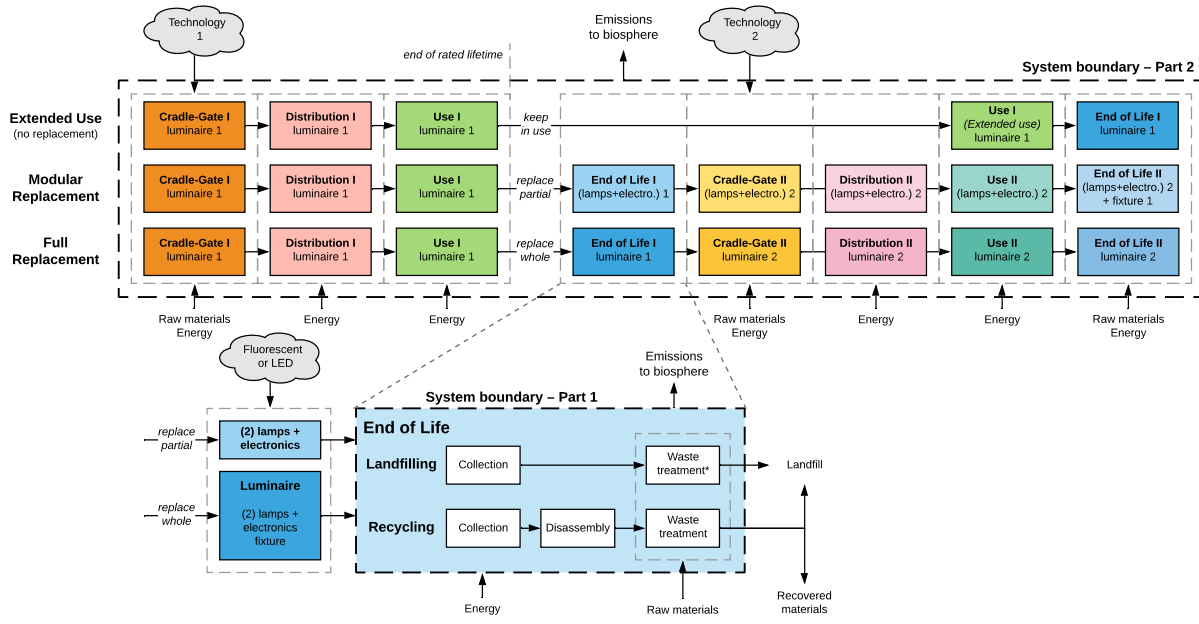 Technology
1
Emissions
to biosphere
Technology
2
end of rated lifetime
System boundary – Part 2
Extended Use
(no replacement)
Cradle-Gate I
luminaire 1
Distribution I
luminaire 1
Use I
luminaire 1
keep
in use
Use I
(Extended use)
luminaire 1
End of Life I
luminaire 1
Modular
Replacement
Cradle-Gate I
luminaire 1
Distribution I
luminaire 1
Use I
luminaire 1
replace
partial
End of Life I
(lamps+electro.) 1
Cradle-Gate II
(lamps+electro.) 2
Distribution II
(lamps+electro.) 2
Use II
(lamps+electro.) 2
End of Life II
(lamps+electro.) 2
+ fixture 1
Full
Replacement
Cradle-Gate I
luminaire 1
Distribution I
luminaire 1
Use I
luminaire 1
replace
whole
End of Life I
luminaire 1
Cradle-Gate II
luminaire 2
Distribution II
luminaire 2
Use II
luminaire 2
End of Life II
luminaire 2
Raw materials
Energy
Energy
Energy
Raw materials
Energy
Energy
Energy
Raw materials
Energy
Fluorescent
or LED
Emissions
to biosphere
System boundary – Part 1
replace
partial
(2) lamps +
electronics
replace
whole
Luminaire
(2) lamps +
electronics
fixture
End of Life
Landfilling
Collection
Waste
treatment*
Landfill
Recycling
Collection
Disassembly
Waste
treatment
Energy
Raw materials
Recovered
materials